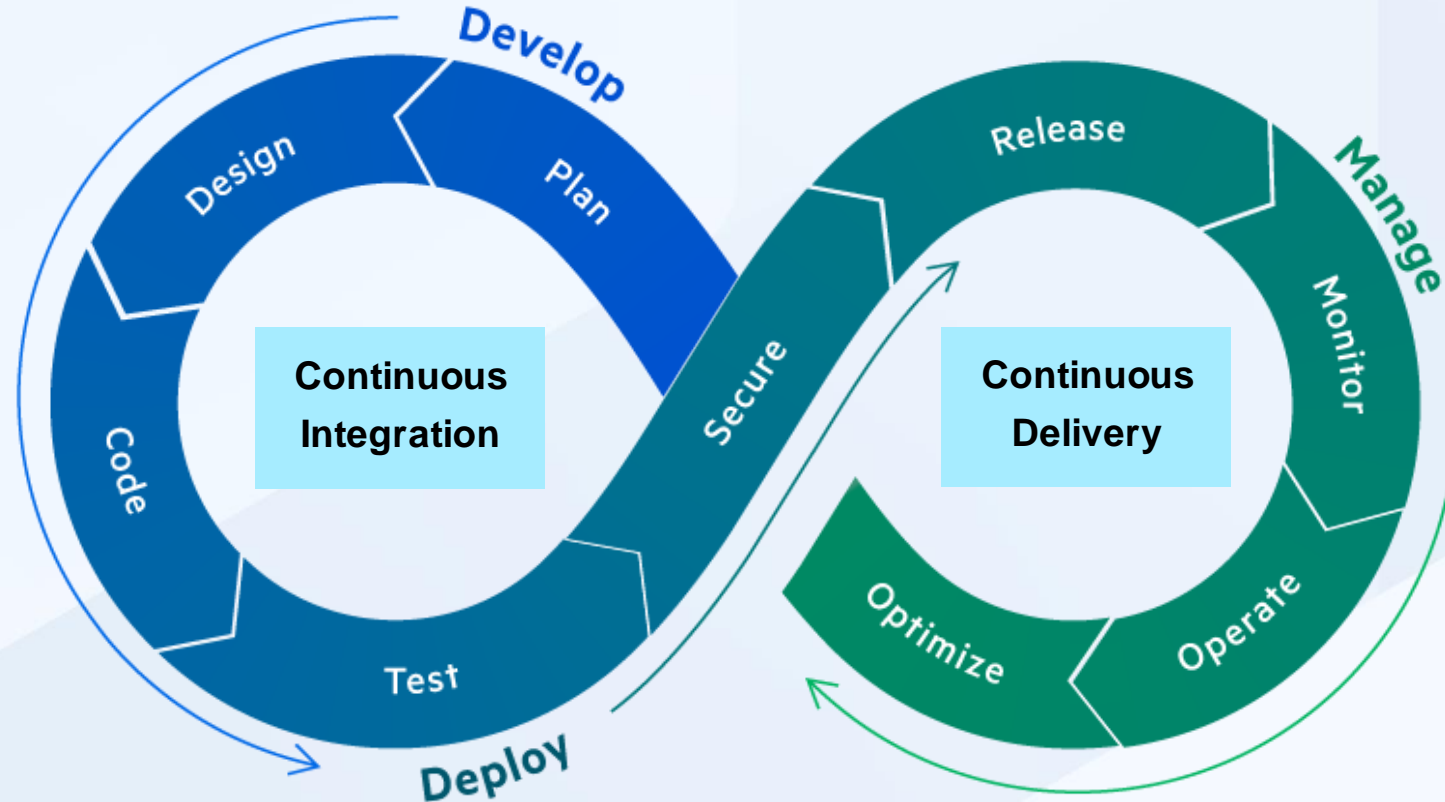 Develop
Plan
Design
Code
Test
Deploy
Secure
Release
Manage
Monitor
Operate
Optimize
Continuous
Integration
Continuous
Delivery